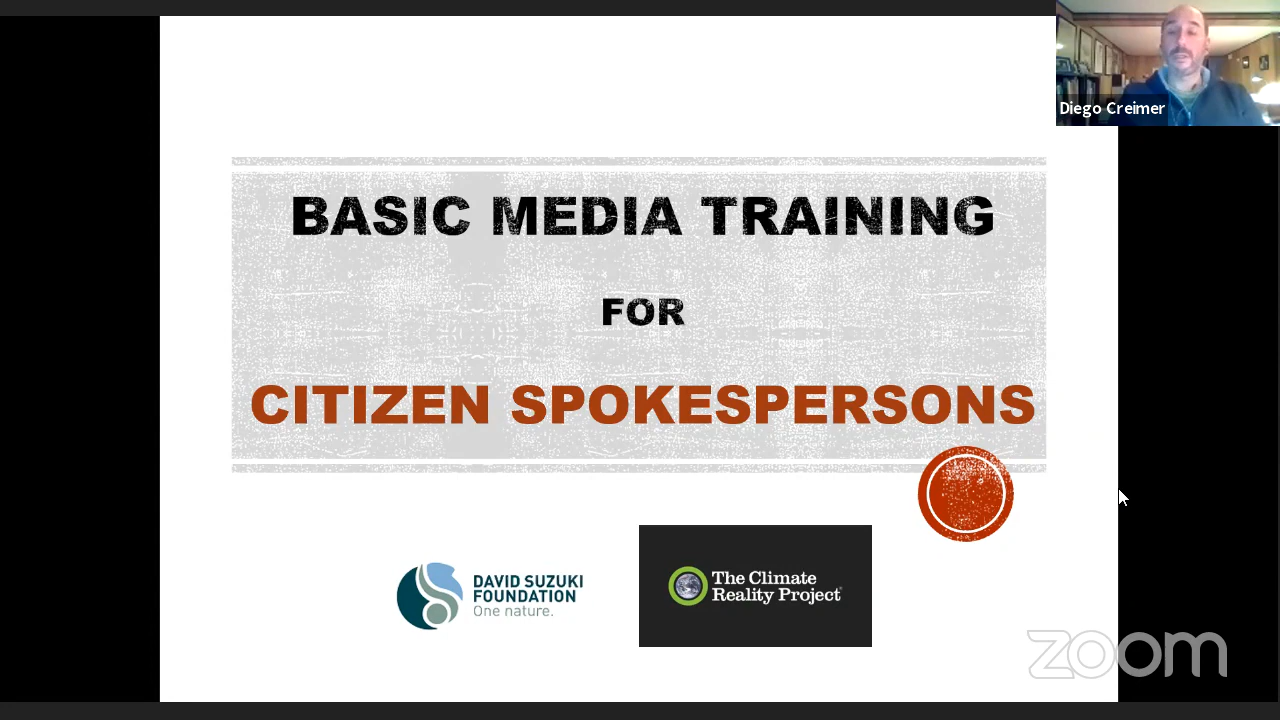 Diego Creimer
BASIC MEDIA TRAINING
FOR
CITIZEN SPOKESPERSONS
DAVID SUZUKI
FOUNDATION
One nature.
The Climate
Reality Project
zoom